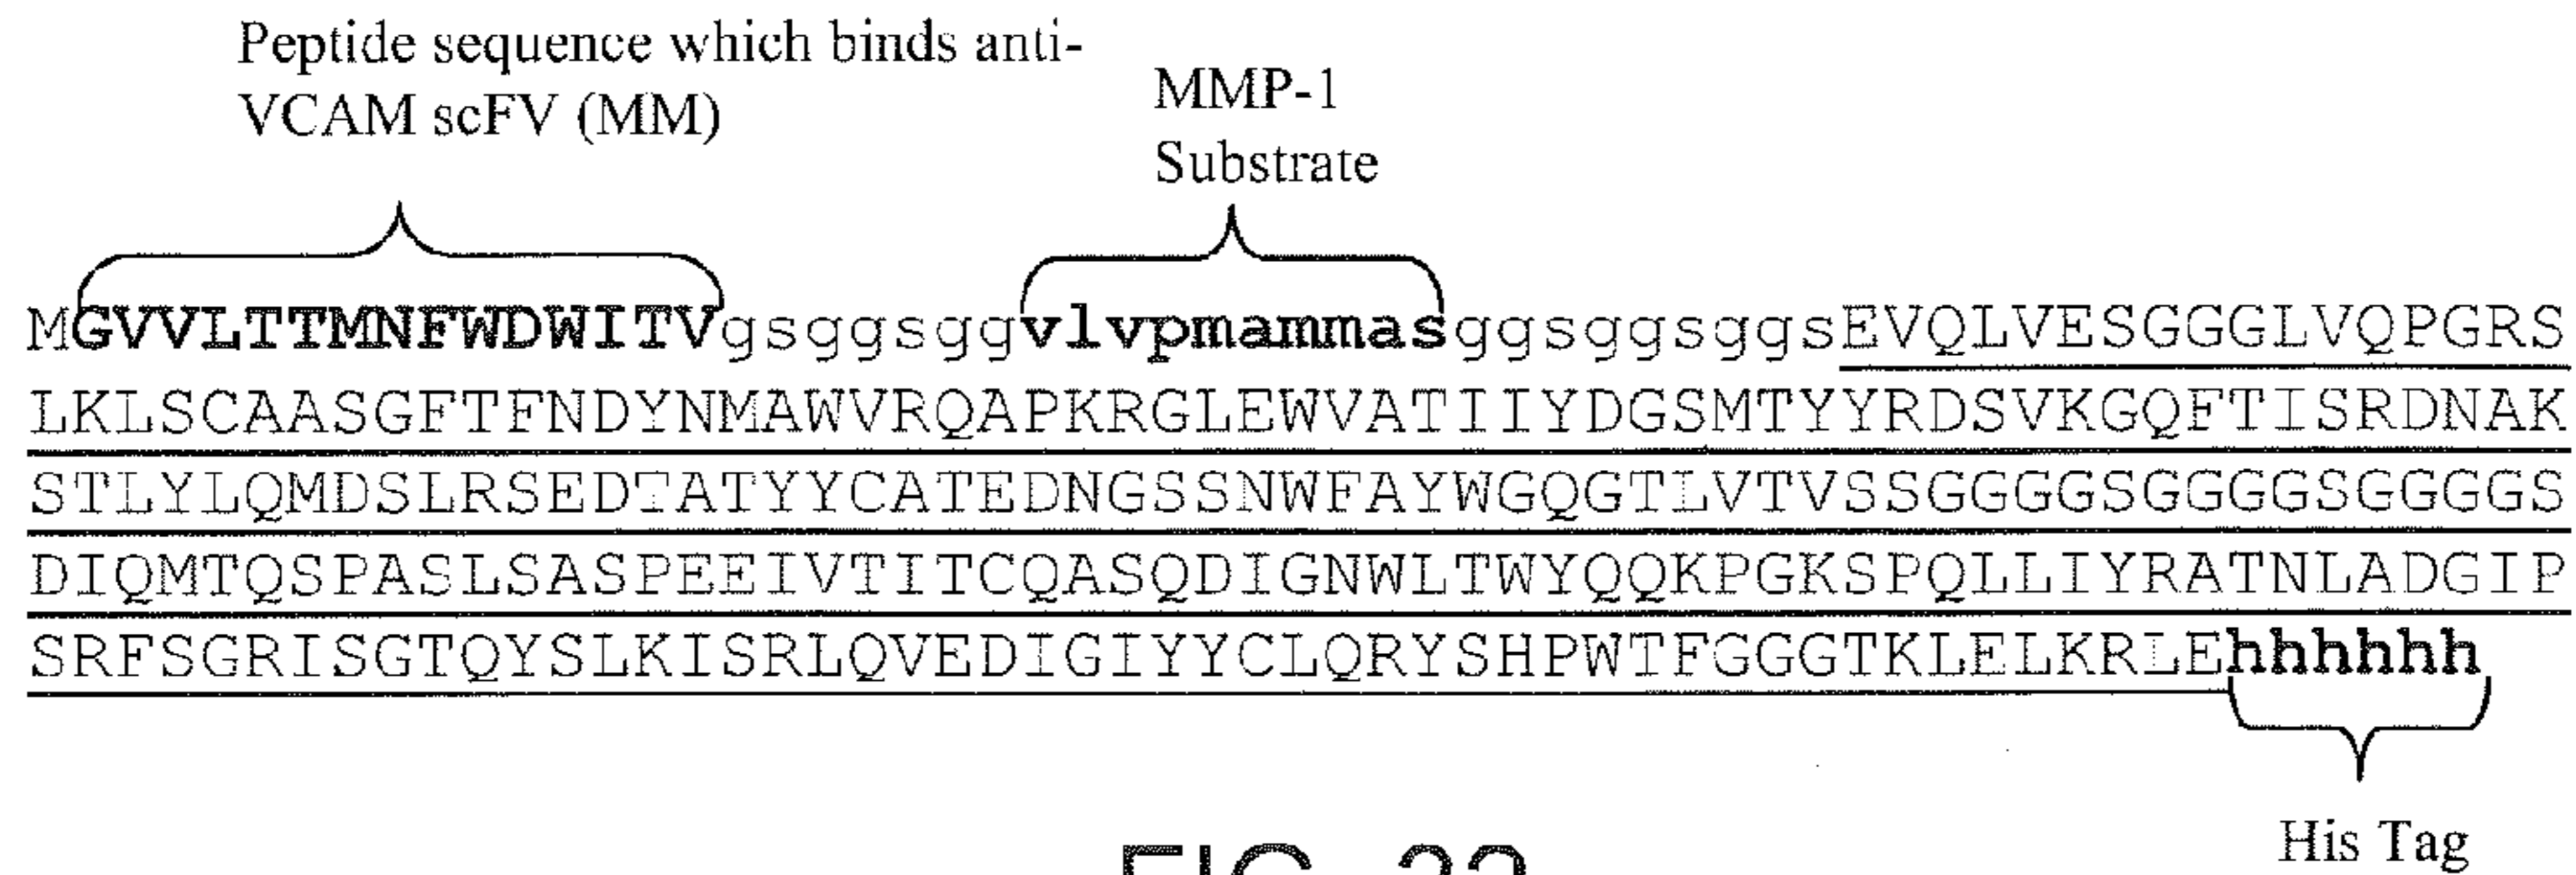 Peptide sequence which binds anti-
VCAM scFV (MM)
MMP-1
Substrate
MGVVLTTMNFWDWITVgsggsggvlvpmammasggsggsggsEVQLVESGGGLVQPGRS
LKLSCAASGFTFNDYNMAWVRQAPKRGLEWVATIIYDGSMTYYRDSVKGQFTISRDNAK
STLYLQMDSLRSEDTATYYCATEDNGSSNWFAYWGQGTLVTVSSGGGGSGGGGSGGGGS
DIQMTQSPASLSASPEEIVTITCQASQDIGNWLTWYQQKPGKSPQLLIYRATNLADGIP
SRFSGRISGTQYSLKISRLQVEDIGIYYCLQRYSHPWTFGGGTKLELKRLEhhhhhh
His Tag